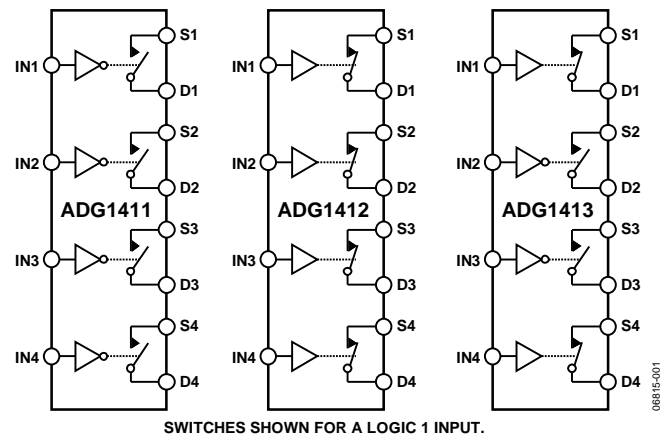 S1 S1 S1
IN1 IN1 IN1
D1 D1 D1
S2 S2 S2
IN2 IN2 IN2
D2 D2 D2
ADG1411 ADG1412 ADG1413
S3 S3 S3
IN3 IN3 IN3
D3 D3 D3
S4 S4 S4
IN4 IN4 IN4
D4 D4 D4
06815-001
SWITCHES SHOWN FOR A LOGIC 1 INPUT.